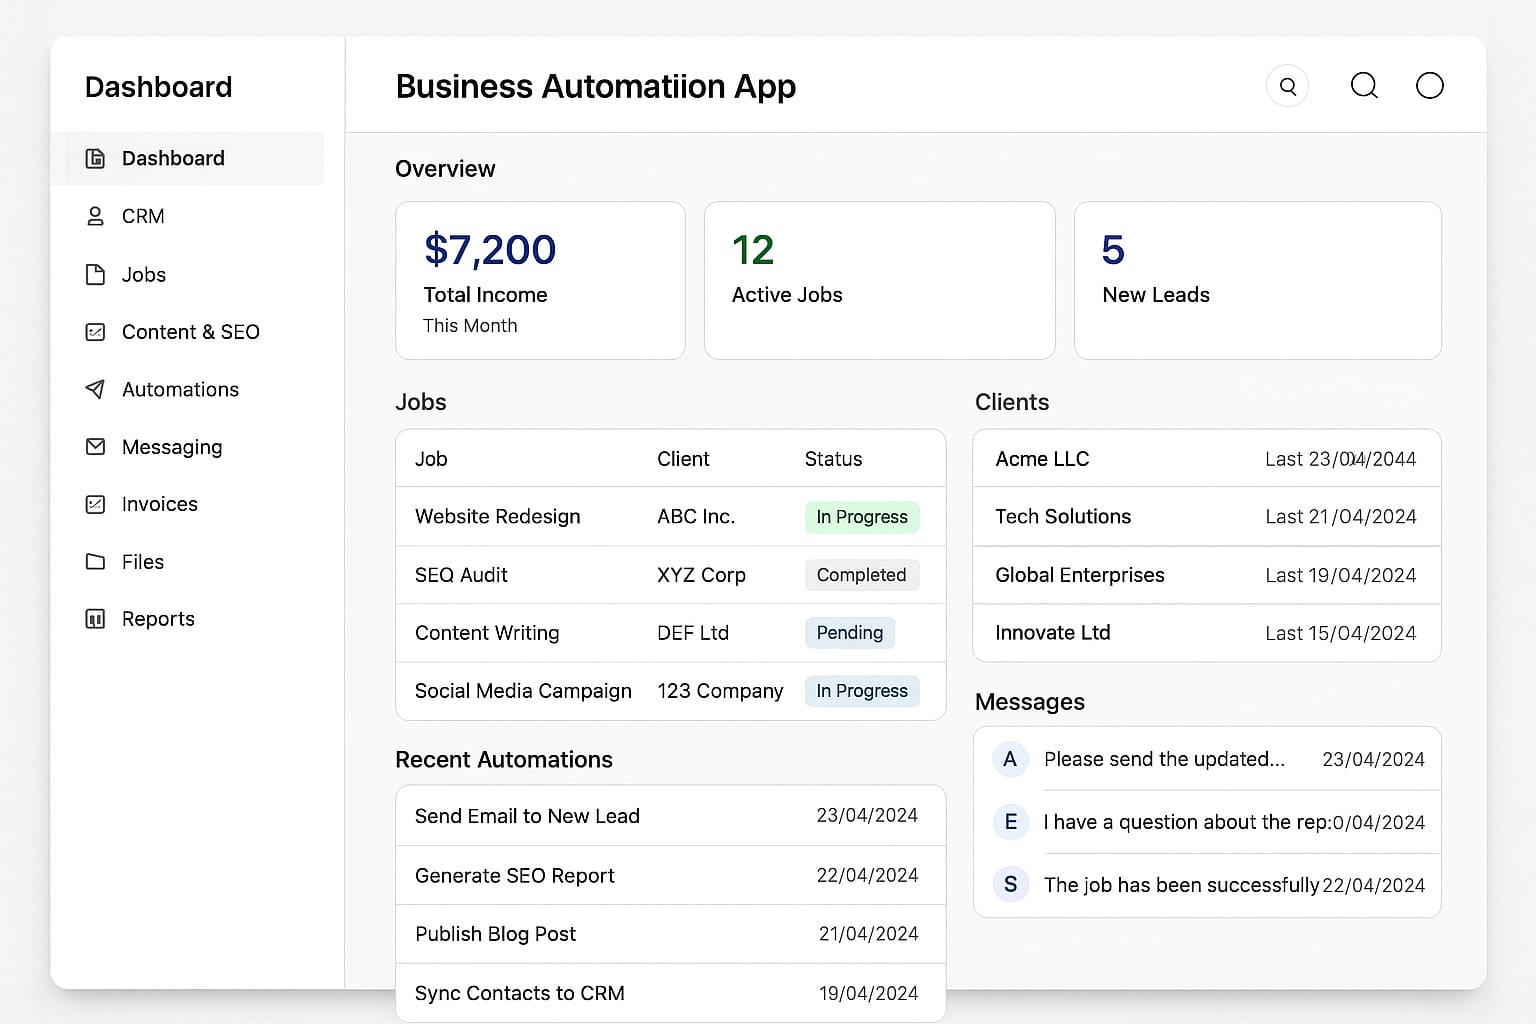 Dashboard
Business Automatiion App
Dashboard
CRM
Jobs
Content & SEO
Automations
Messaging
Invoices
Files
Reports
Overview
$7,200
Total Income
This Month
12
Active Jobs
5
New Leads
Jobs
Job Client Status
Website Redesign ABC Inc. In Progress
SEQ Audit XYZ Corp Completed
Content Writing DEF Ltd Pending
Social Media Campaign 123 Company In Progress
Recent Automations
Send Email to New Lead 23/04/2024
Generate SEO Report 22/04/2024
Publish Blog Post 21/04/2024
Sync Contacts to CRM 19/04/2024
Clients
Acme LLC Last
Tech Solutions Last 21/04/2024
Global Enterprises Last 19/04/2024
Innovate Ltd Last 15/04/2024
Messages
A Please send the updated... 23/04/2024
E I have a question about the rep:0/04/2024
S The job has been successfully 22/04/2024